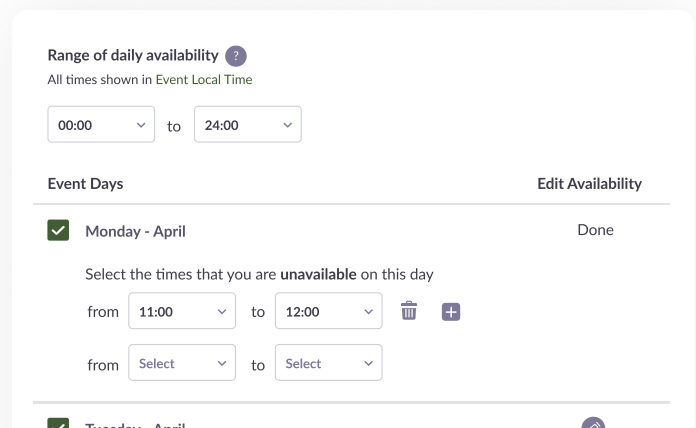 Range of daily availability ?
All times shown in Event Local Time
00:00 to 24:00
Event Days Edit Availability
Monday - April Done
Select the times that you are unavailable on this day
from 11:00 to 12:00
from Select to Select
Tuesday - April